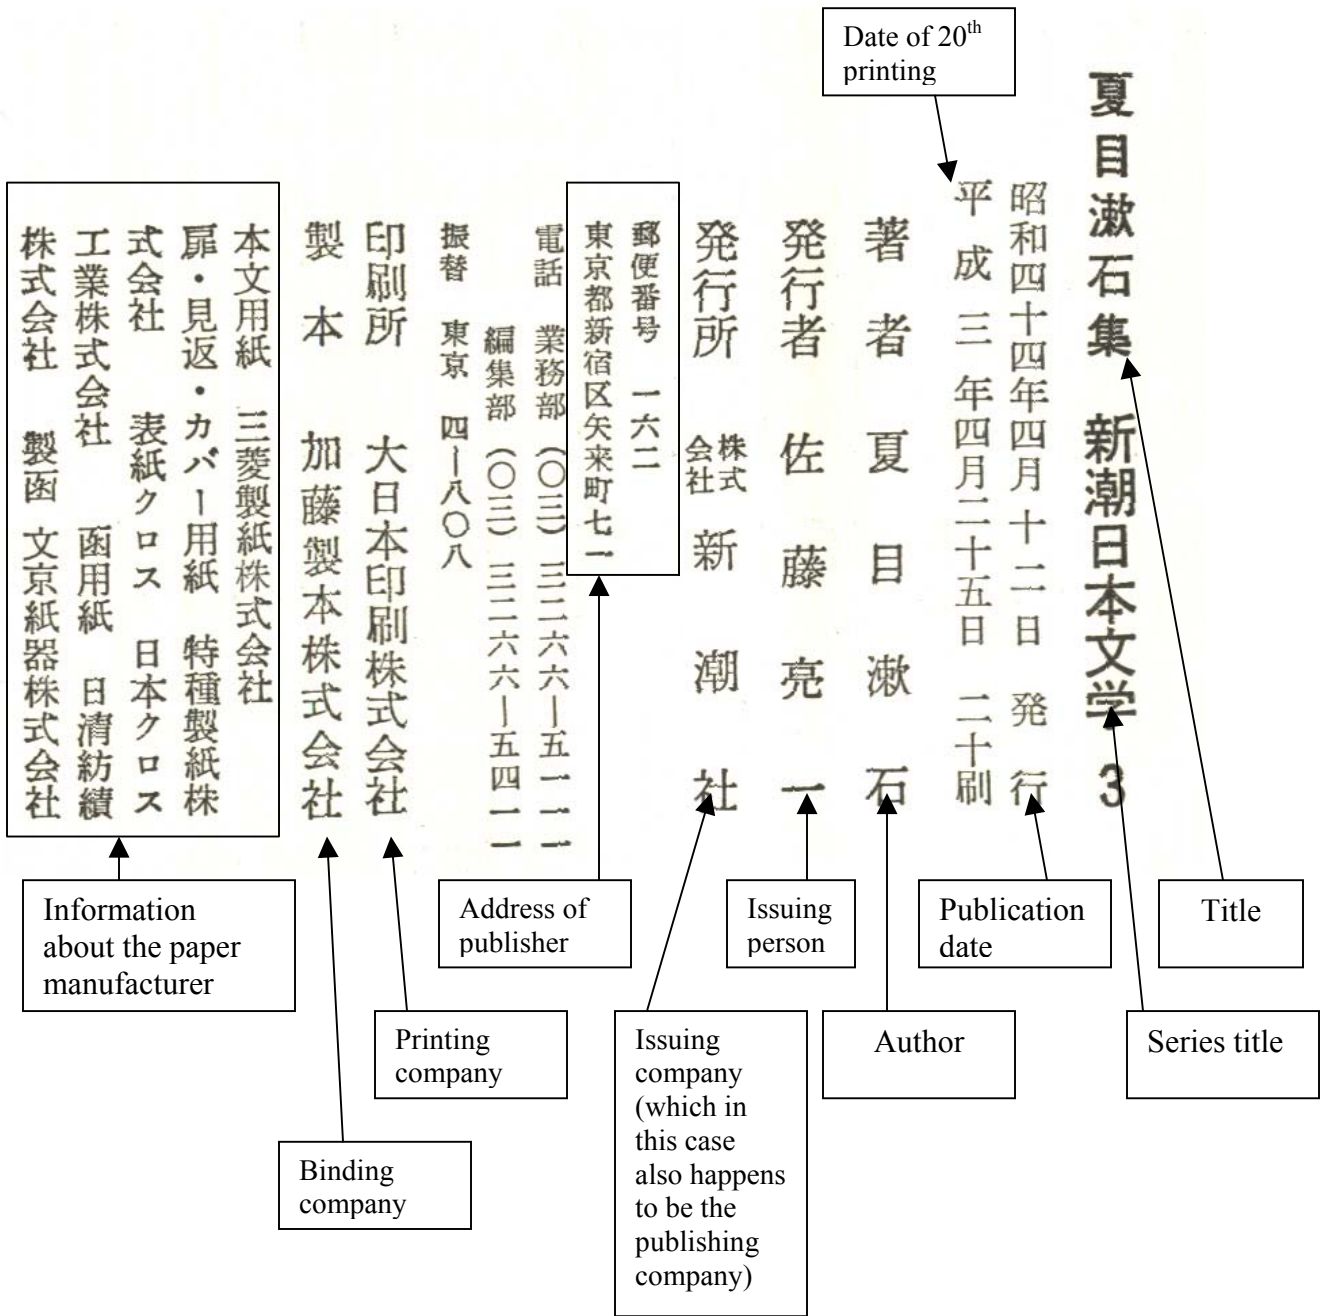 夏目漱石集 新潮日本文学 3
昭和四十四年四月十二日 発行
平成三年四月二十五日 二十刷
著者 夏目漱石
発行者 佐藤亮一
発行所 株式会社 新潮社
郵便番号 一六二
東京都新宿区矢来町七一
電話 業務部(〇三)三二六六―五一一一
編集部(〇三)三二六六―五四一一
振替 東京 四―八〇八
印刷所 大日本印刷株式会社
製本 加藤製本株式会社
本文用紙 三菱製紙株式会社
扉・見返・カバー用紙 特種製紙株
式会社 表紙クロス 日本クロス
工業株式会社 函用紙 日清紡績
株式会社 製函 文京紙器株式会社
Date of 20th
printing
Information
about the paper
manufacturer
Address of
publisher
Issuing
person
Publication
date
Title
Printing
company
Issuing
company
(which in
this case
also happens
to be the
publishing
company)
Author
Series title
Binding
company